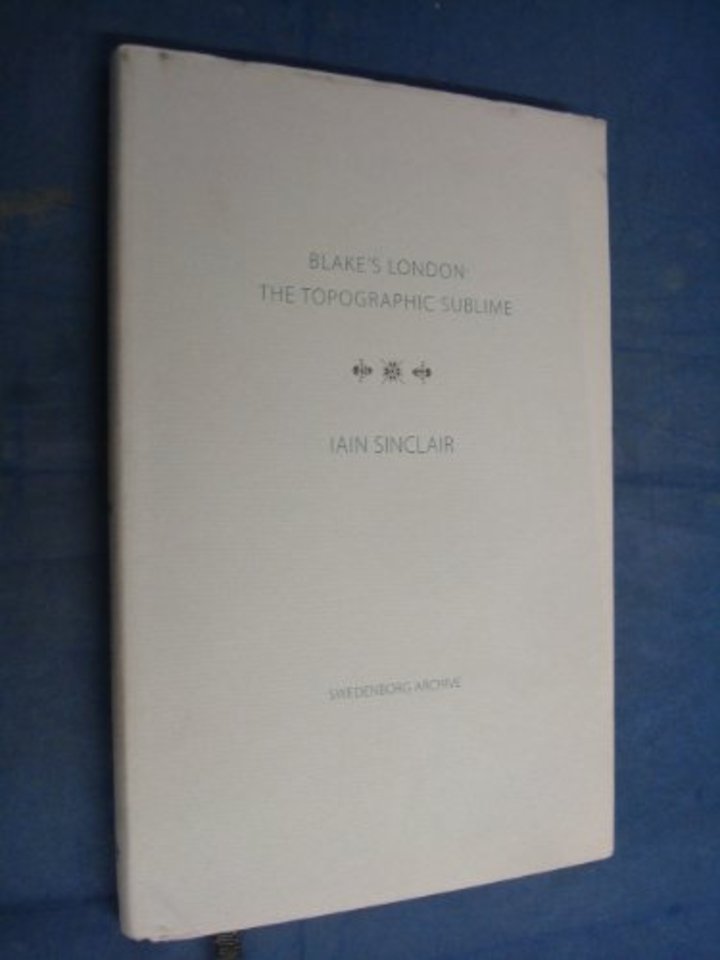 BLAKE'S LONDON:
THE TOPOGRAPHIC SUBLIME
IAIN SINCLAIR
SWEDENBORG ARCHIVE